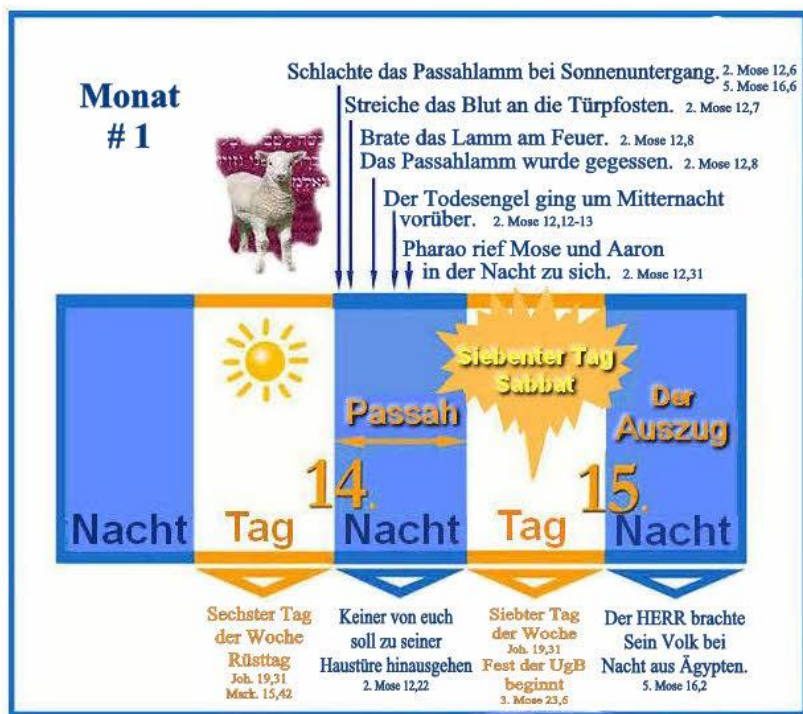 Monat
# 1
Schlachte das Passahlamm bei Sonnenuntergang. 2. Mose 12,6
5. Mose 16,6
Streiche das Blut an die Türpfosten. 2. Mose 12,7
Brate das Lamm am Feuer. 2. Mose 12,8
Das Passahlamm wurde gegessen. 2. Mose 12,8
Der Todesengel ging um Mitternacht
vorüber. 2. Mose 12,12-13
Pharao rief Mose und Aaron
in der Nacht zu sich. 2. Mose 12,31
Siebenter Tag
Sabbat
Passah
Der
Auszug
14.
15.
Nacht
Tag
Nacht
Tag
Nacht
Sechster Tag
der Woche
Rüsttag
Joh. 19,31
Mark. 15,42
Keiner von euch
soll zu seiner
Haustüre hinausgehen
2. Mose 12,22
Siebter Tag
der Woche
Joh. 19,31
Fest der UgB
beginnt
3. Mose 23,6
Der HERR brachte
Sein Volk bei
Nacht aus Ägypten.
5. Mose 16,2